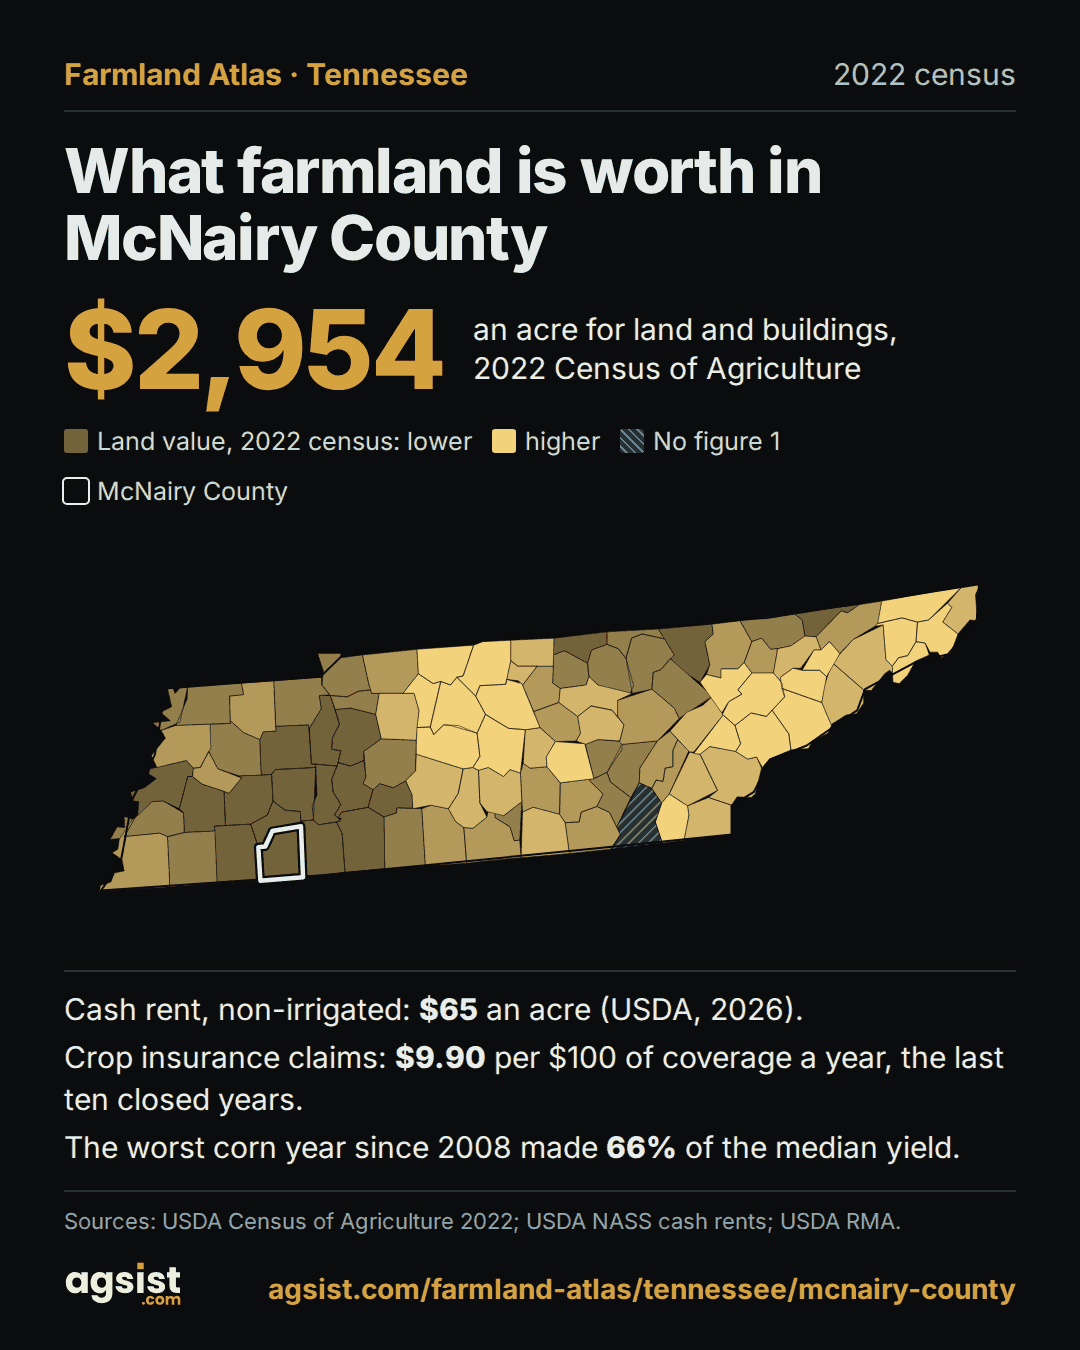 Farmland Atlas · Tennessee
2022 census
What farmland is worth in
McNairy County
$2,954
an acre for land and buildings,
2022 Census of Agriculture
Land value, 2022 census: lower
higher
No figure 1
McNairy County
Cash rent, non-irrigated: $65 an acre (USDA, 2026).
Crop insurance claims: $9.90 per $100 of coverage a year, the last
ten closed years.
The worst corn year since 2008 made 66% of the median yield.
Sources: USDA Census of Agriculture 2022; USDA NASS cash rents; USDA RMA.
agsist
.com
agsist.com/farmland-atlas/tennessee/mcnairy-county